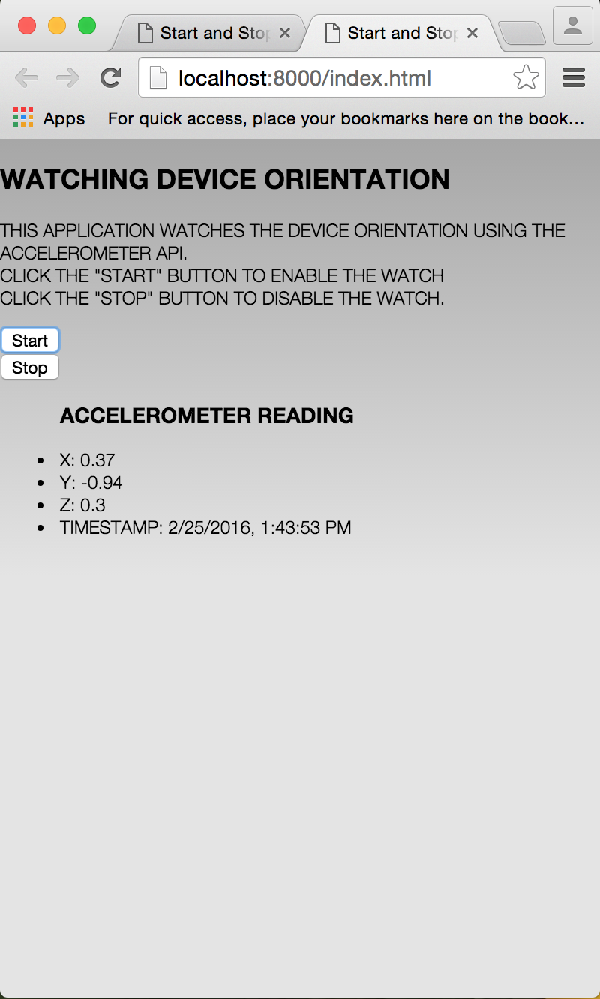 Start and Stop
Start and Stop
localhost:8000/index.html
Apps
For quick access, place your bookmarks here on the book…
WATCHING DEVICE ORIENTATION
THIS APPLICATION WATCHES THE DEVICE ORIENTATION USING THE
ACCELEROMETER API.
CLICK THE "START" BUTTON TO ENABLE THE WATCH
CLICK THE "STOP" BUTTON TO DISABLE THE WATCH.
Start
Stop
ACCELEROMETER READING
X: 0.37
Y: -0.94
Z: 0.3
TIMESTAMP: 2/25/2016, 1:43:53 PM